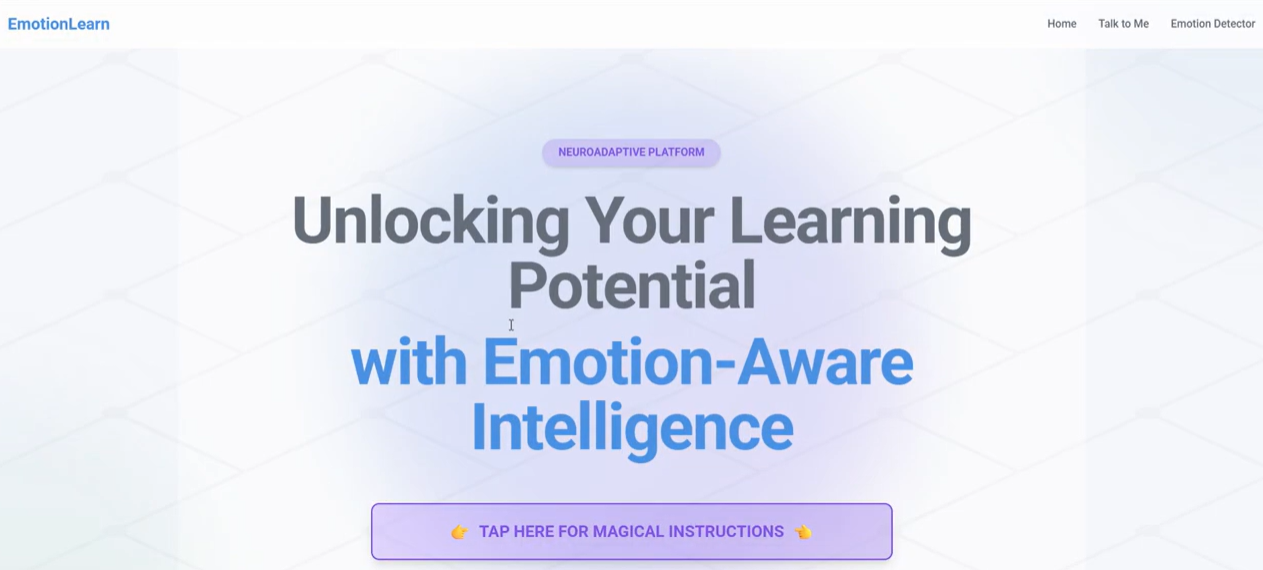 EmotionLearn
Home Talk to Me Emotion Detector
NEUROADAPTIVE PLATFORM
Unlocking Your Learning
Potential
with Emotion-Aware
Intelligence
👉 TAP HERE FOR MAGICAL INSTRUCTIONS 👈